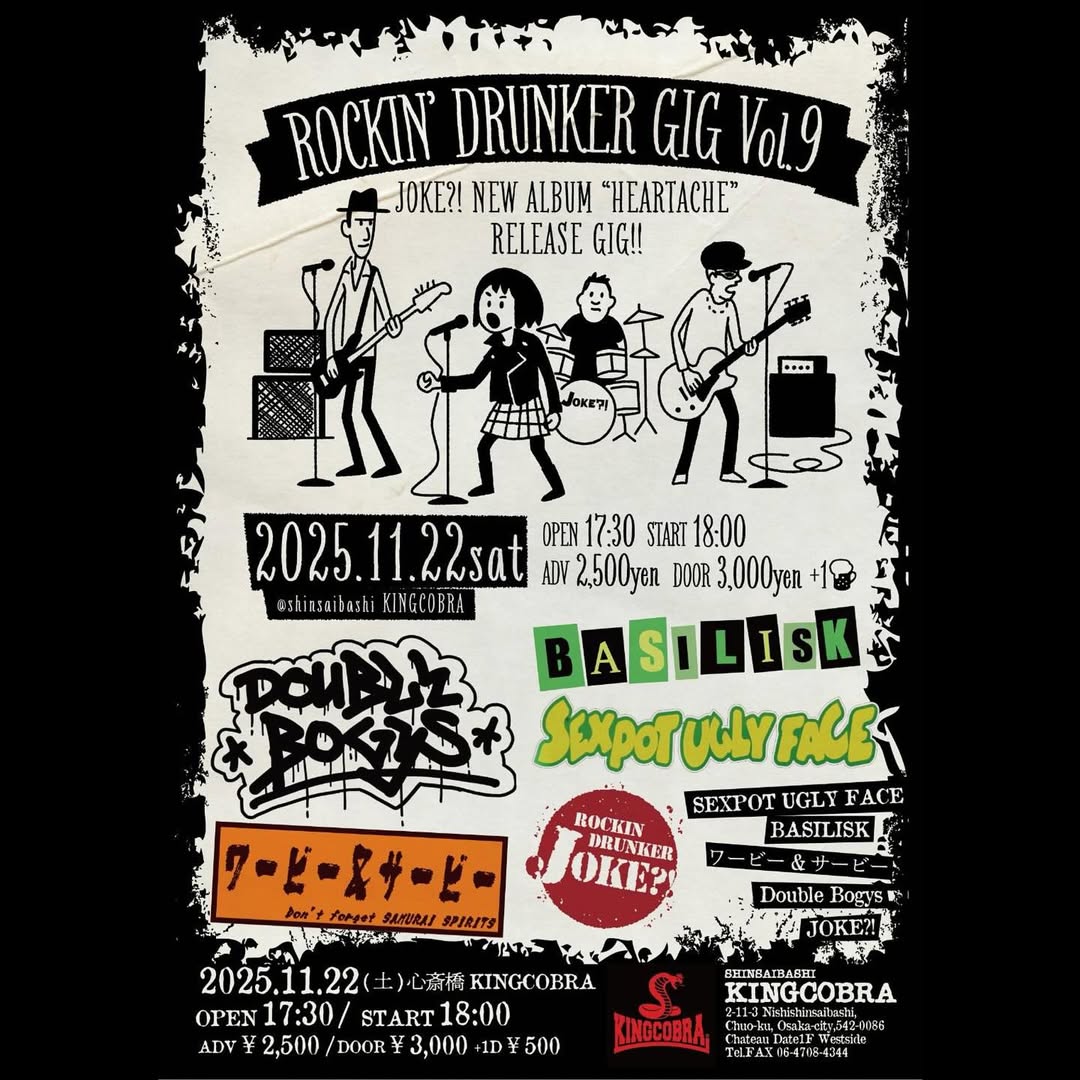 ROCKIN' DRUNKER GIG Vol.9
JOKE?! NEW ALBUM "HEARTACHE"
RELEASE GIG!!
JOKE?!
2025.11.22sat
@shinsaibashi KINGCOBRA
OPEN 17:30 START 18:00
ADV 2,500yen DOOR 3,000yen +1
DOUBLE
BOGYS
BASILISK
SEXPOT UGLY FACE
ワービー&サービー
Don't forget SAMURAI SPIRITS
ROCKIN
DRUNKER
JOKE?!
SEXPOT UGLY FACE
BASILISK
ワービー & サービー
Double Bogys
JOKE?!
2025.11.22(土)心斎橋 KINGCOBRA
OPEN 17:30 / START 18:00
ADV ¥ 2,500 / DOOR ¥ 3,000 +1D ¥ 500
KINGCOBRA
SHINSAIBASHI
KINGCOBRA
2-11-3 Nishishinsaibashi,
Chuo-ku, Osaka-city,542-0086
Chateau Date1F Westside
Tel.FAX 06-4708-4344